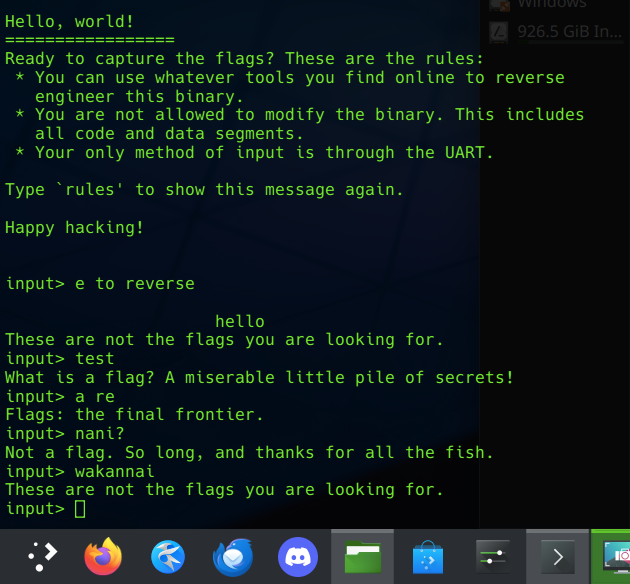 Hello, world!
=================
Ready to capture the flags? These are the rules:
* You can use whatever tools you find online to reverse
engineer this binary.
* You are not allowed to modify the binary. This includes
all code and data segments.
* Your only method of input is through the UART.
Type `rules' to show this message again.
Happy hacking!
input> e to reverse
hello
These are not the flags you are looking for.
input> test
What is a flag? A miserable little pile of secrets!
input> a re
Flags: the final frontier.
input> nani?
Not a flag. So long, and thanks for all the fish.
input> wakannai
These are not the flags you are looking for.
input>
Windows
926.5 GiB In...